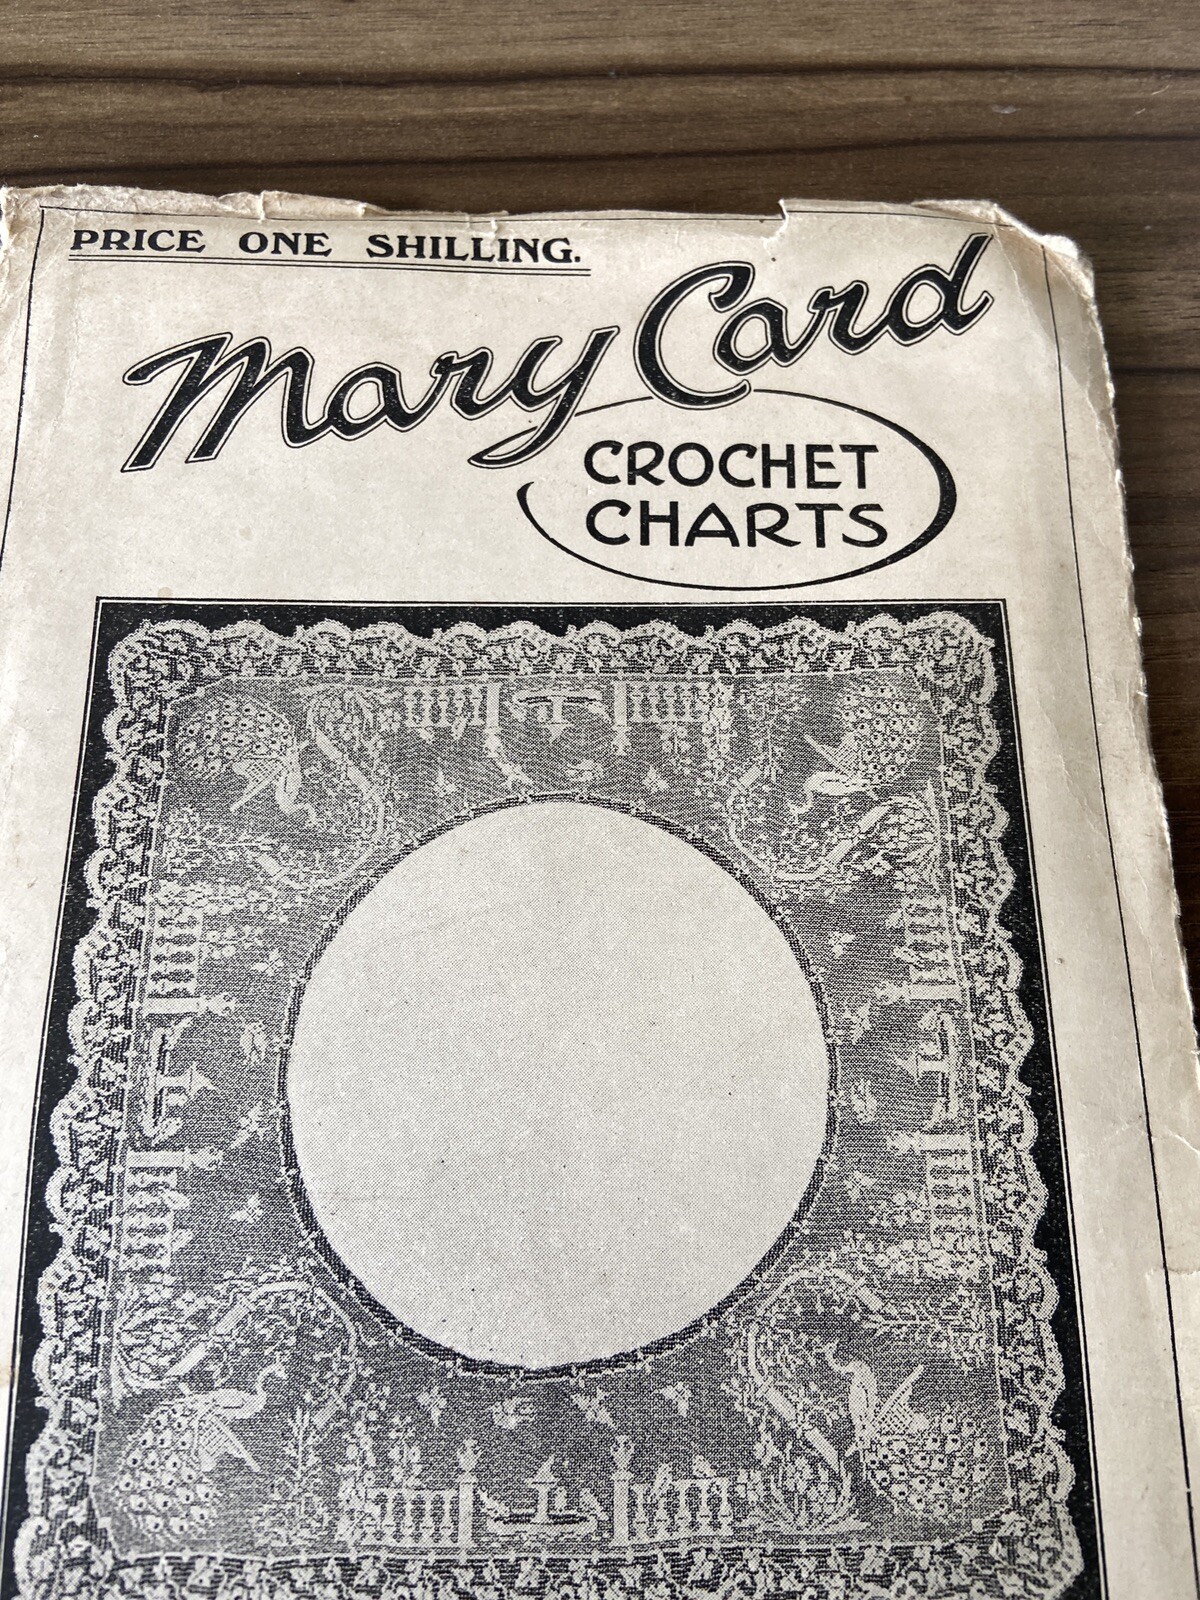 PRICE ONE SHILLING.
Mary Card
CROCHET
CHARTS